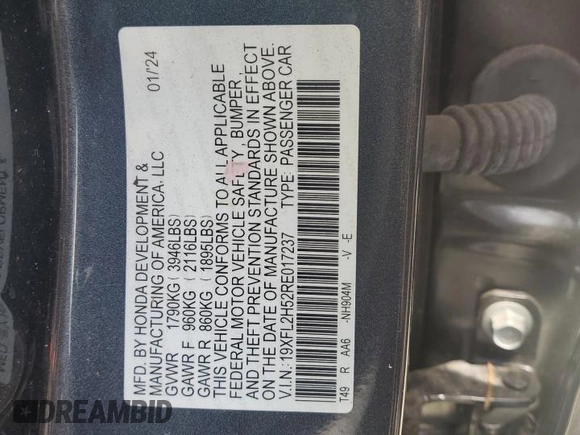 MFD. BY HONDA DEVELOPMENT &
MANUFACTURING OF AMERICA, LLC
01/'24
GVWR 1790KG (3946LBS)
GAWR F 960KG (2116LBS)
GAWR R 860KG (1895LBS)
THIS VEHICLE CONFORMS TO ALL APPLICABLE
FEDERAL MOTOR VEHICLE SAFETY, BUMPER,
AND THEFT PREVENTION STANDARDS IN EFFECT
ON THE DATE OF MANUFACTURE SHOWN ABOVE.
V.I.N.:19XFL2H52RE017237 TYPE: PASSENGER CAR
T49 R AA6 -NH904M -V -E
DREAMBID